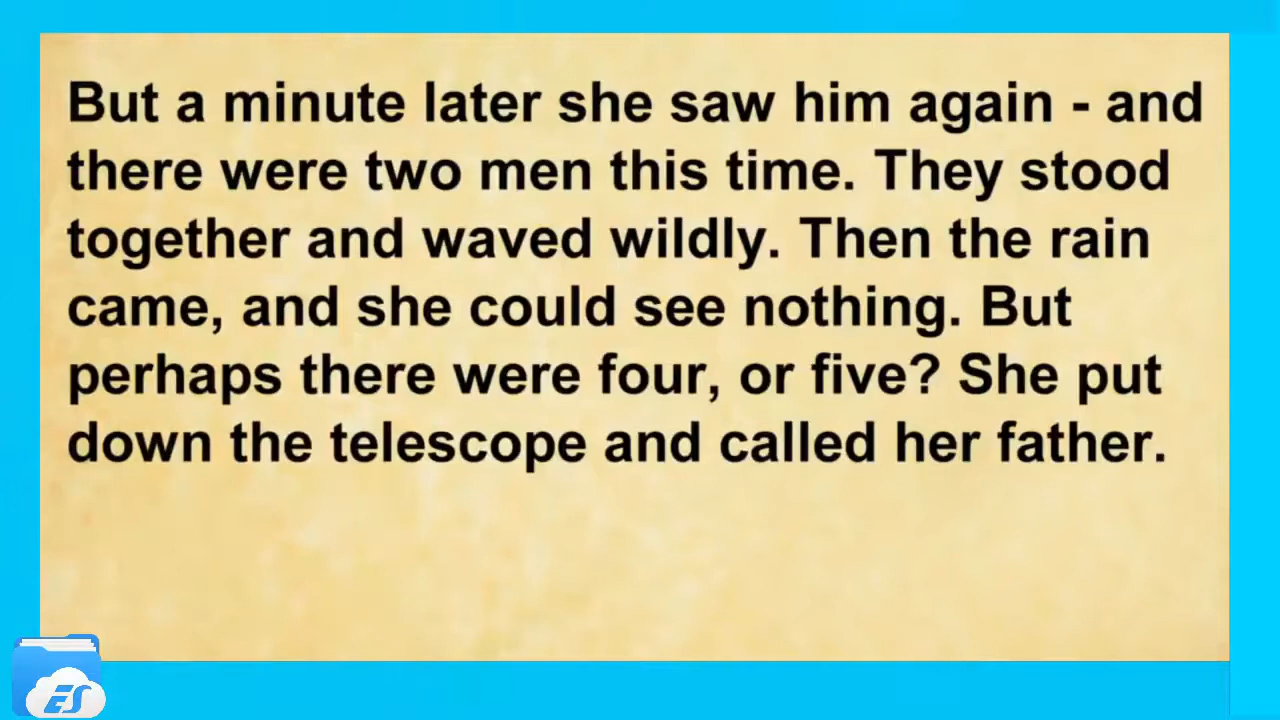 But a minute later she saw him again - and
there were two men this time. They stood
together and waved wildly. Then the rain
came, and she could see nothing. But
perhaps there were four, or five? She put
down the telescope and called her father.
ES